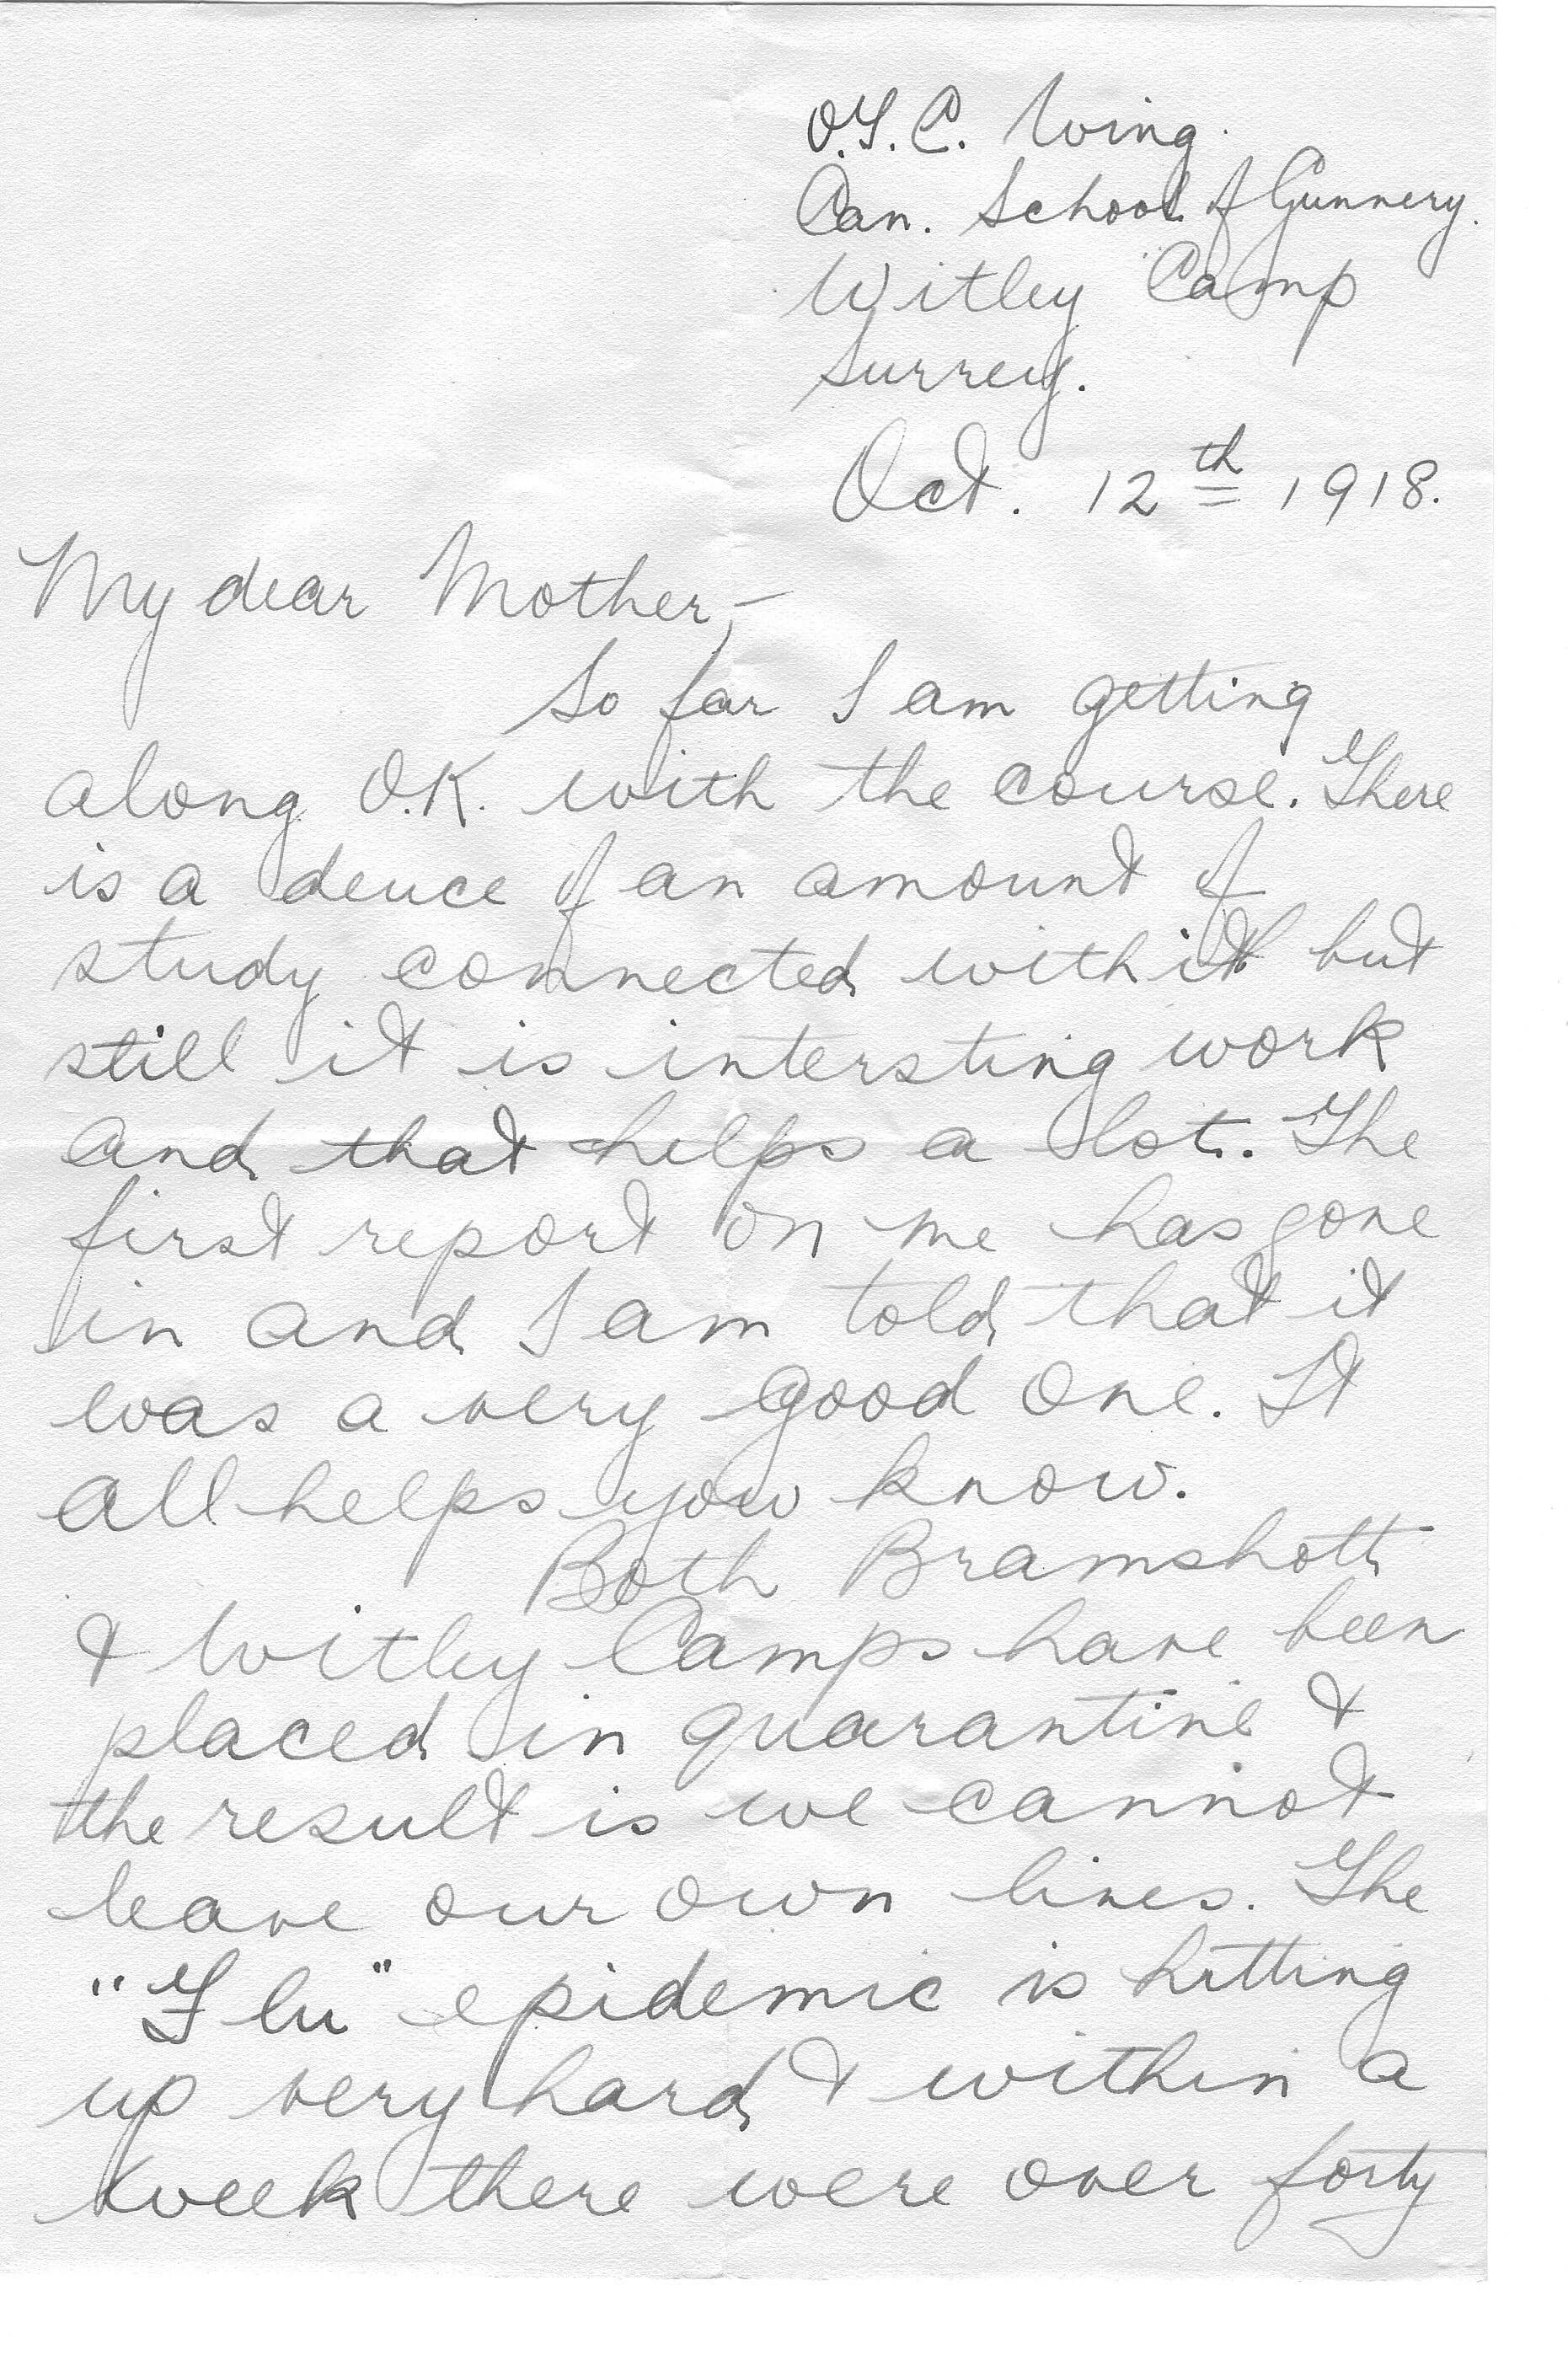 O.T.C. Wing.
Can. School of Gunnery.
Witley Camp
Surrey.
Oct. 12th 1918.
My dear Mother,—
So far I am getting
along O.K. with the course. There
is a deuce of an amount of
study connected with it but
still it is intersting work
and that helps a lot. The
first report on me has gone
in and I am told that it
was a very good one. It
all helps you know.
Both Bramshott
& Witley Camps have been
placed in quarantine &
the result is we cannot
leave our own lines. The
"Flu" epidemic is hitting
up very hard & within a
week there were over forty